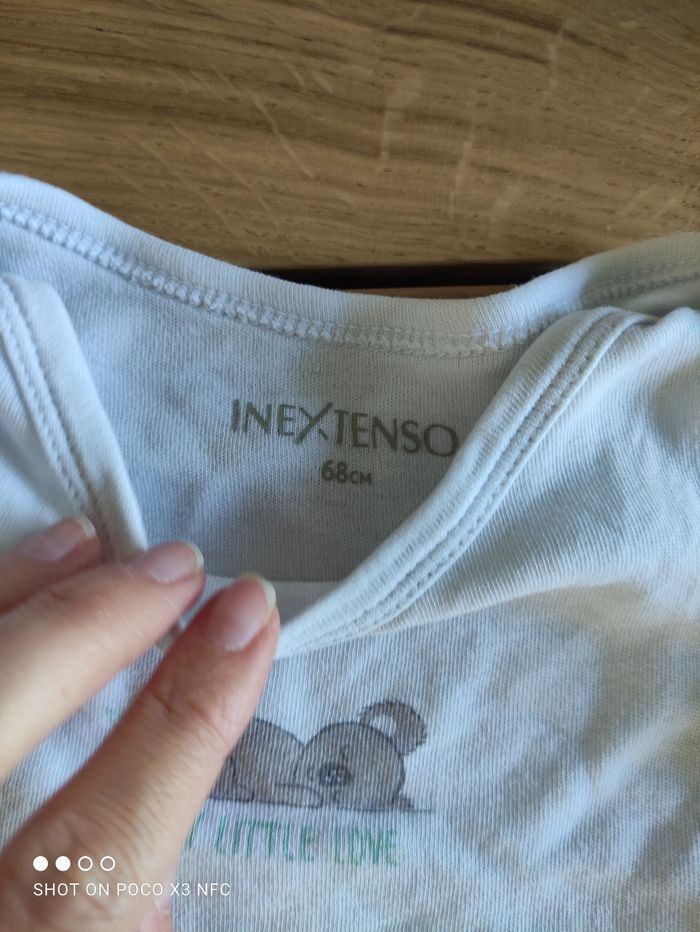 INEXTENSO
68CM
LITTLE LOVE
SHOT ON POCO X3 NFC